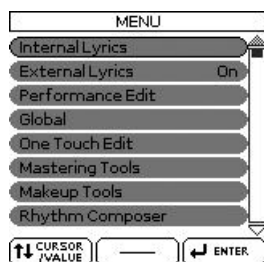 MENU
Internal Lyrics
External Lyrics On
Performance Edit
Global
One Touch Edit
Mastering Tools
Makeup Tools
Rhythm Composer
CURSOR
/VALUE
ENTER